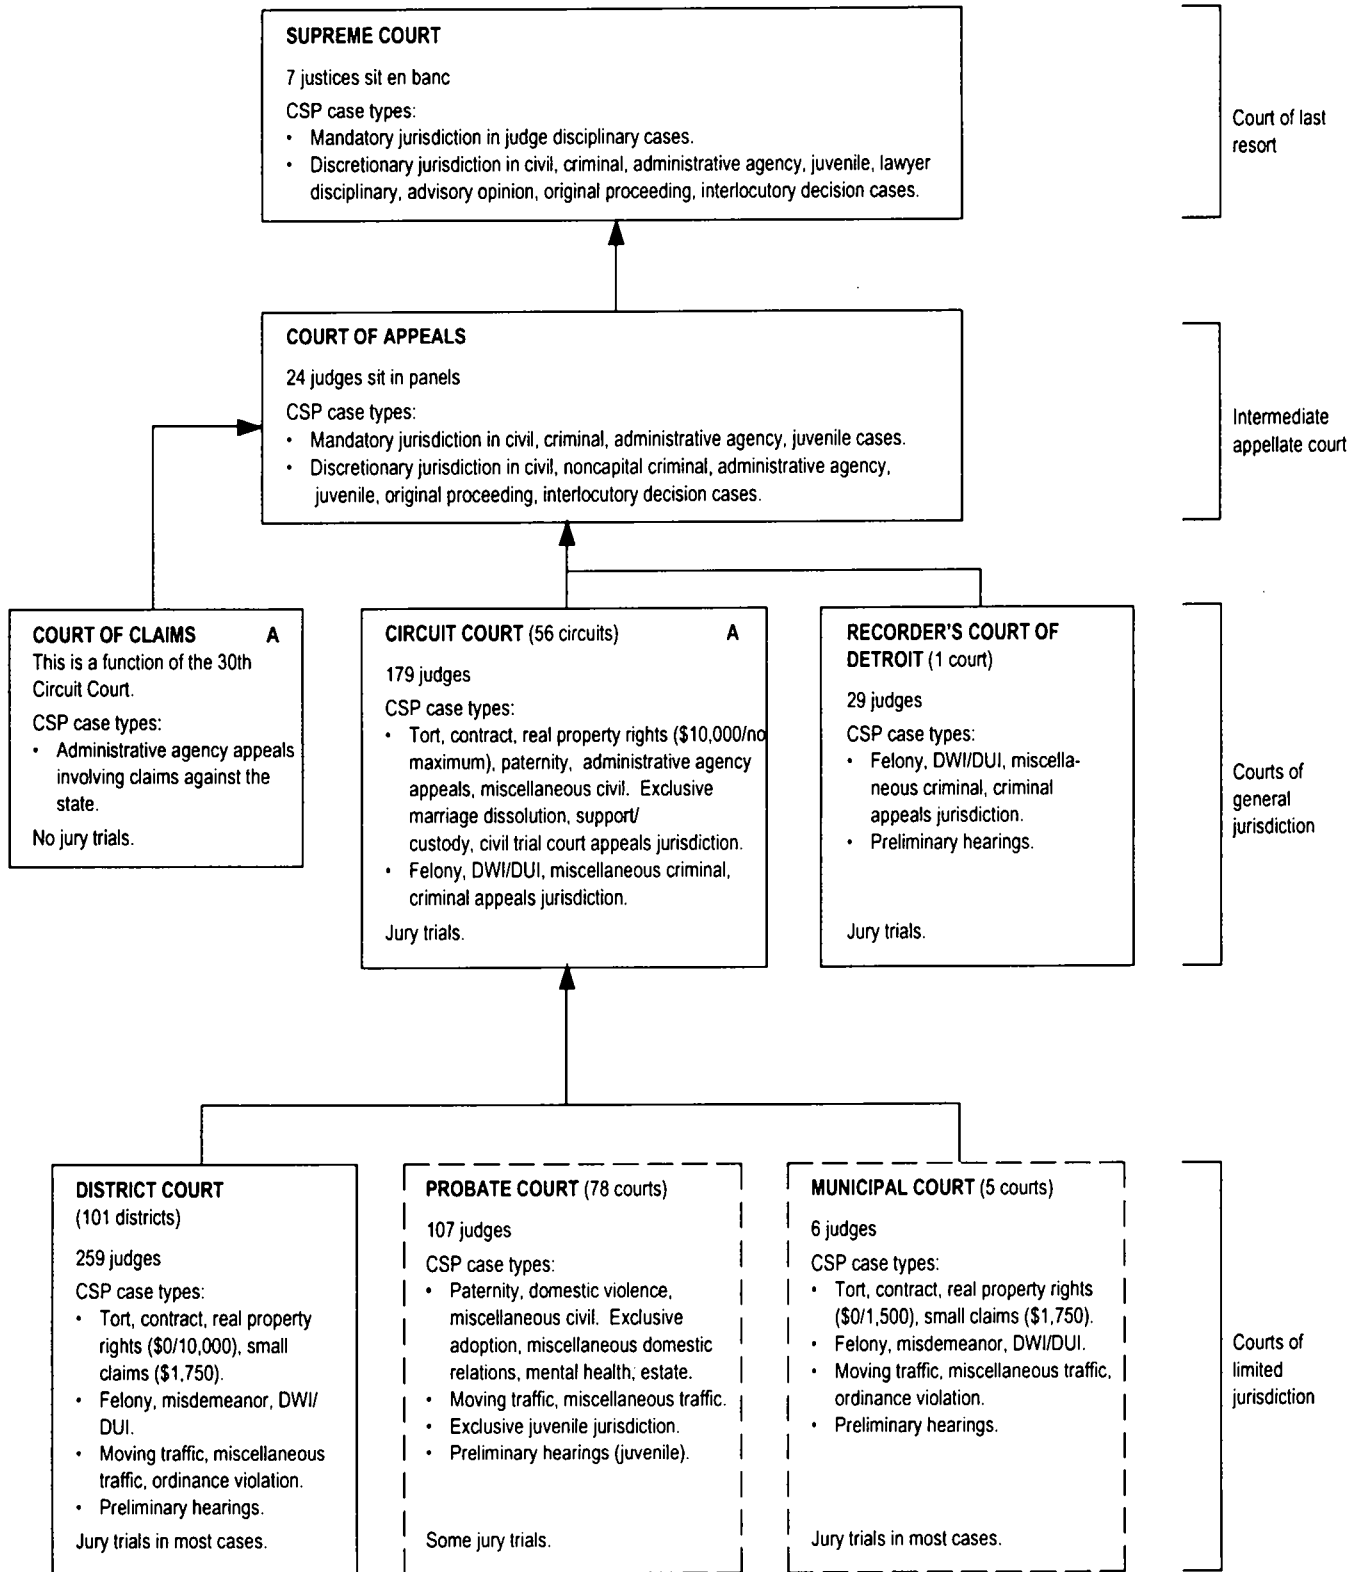 SUPREME COURT
7 justices sit en banc
CSP case types:
• Mandatory jurisdiction in judge disciplinary cases.
• Discretionary jurisdiction in civil, criminal, administrative agency, juvenile, lawyer
disciplinary, advisory opinion, original proceeding, interlocutory decision cases.
Court of last
resort
COURT OF APPEALS
24 judges sit in panels
CSP case types:
• Mandatory jurisdiction in civil, criminal, administrative agency, juvenile cases.
• Discretionary jurisdiction in civil, noncapital criminal, administrative agency,
juvenile, original proceeding, interlocutory decision cases.
Intermediate
appellate court
COURT OF CLAIMS A
This is a function of the 30th
Circuit Court.
CSP case types:
• Administrative agency appeals
involving claims against the
state.
No jury trials.
CIRCUIT COURT (56 circuits) A
179 judges
CSP case types:
• Tort, contract, real property rights ($10,000/no
maximum), paternity, administrative agency
appeals, miscellaneous civil. Exclusive
marriage dissolution, support/
custody, civil trial court appeals jurisdiction.
• Felony, DWI/DUI, miscellaneous criminal,
criminal appeals jurisdiction.
Jury trials.
RECORDER'S COURT OF
DETROIT (1 court)
29 judges
CSP case types:
• Felony, DWI/DUI, miscella-
neous criminal, criminal
appeals jurisdiction.
• Preliminary hearings.
Jury trials.
Courts of
general
jurisdiction
DISTRICT COURT
(101 districts)
259 judges
CSP case types:
• Tort, contract, real property
rights ($0/10,000), small
claims ($1,750).
• Felony, misdemeanor, DWI/
DUI.
• Moving traffic, miscellaneous
traffic, ordinance violation.
• Preliminary hearings.
Jury trials in most cases.
PROBATE COURT (78 courts)
107 judges
CSP case types:
• Paternity, domestic violence,
miscellaneous civil. Exclusive
adoption, miscellaneous domestic
relations, mental health, estate.
• Moving traffic, miscellaneous traffic.
• Exclusive juvenile jurisdiction.
• Preliminary hearings (juvenile).
Some jury trials.
MUNICIPAL COURT (5 courts)
6 judges
CSP case types:
• Tort, contract, real property rights
($0/1,500), small claims ($1,750).
• Felony, misdemeanor, DWI/DUI.
• Moving traffic, miscellaneous traffic,
ordinance violation.
• Preliminary hearings.
Jury trials in most cases.
Courts of
limited
jurisdiction